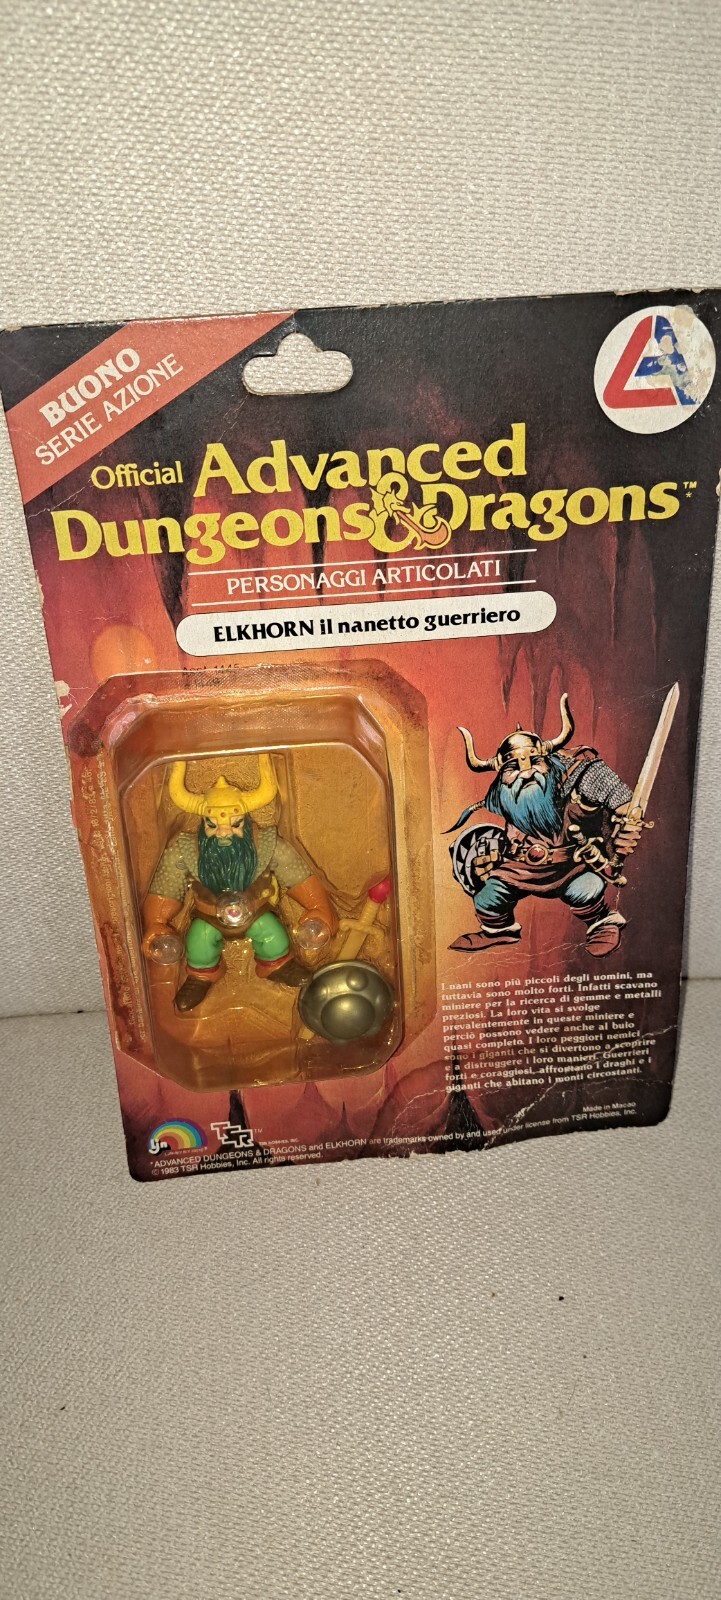 BUONO
SERIE AZIONE
Official Advanced
Dungeons & Dragons™
*
PERSONAGGI ARTICOLATI
ELKHORN il nanetto guerriero
I nani sono più piccoli degli uomini, ma
tuttavia sono molto forti. Infatti scavano
miniere per la ricerca di gemme e metalli
preziosi. La loro vita si svolge
prevalentemente in queste miniere e
perciò possono vedere anche al buio
quasi completo. I loro peggiori nemici
sono i giganti che si divertono a scoprire
e a distruggere i loro manieri. Guerrieri
forti e coraggiosi, affrontano i draghi e i
giganti che abitano i monti circostanti.
Made in Macao
LJN
TSR™
*ADVANCED DUNGEONS & DRAGONS and ELKHORN are trademarks owned by and used under license from TSR Hobbies, Inc.
© 1983 TSR Hobbies, Inc. All rights reserved.